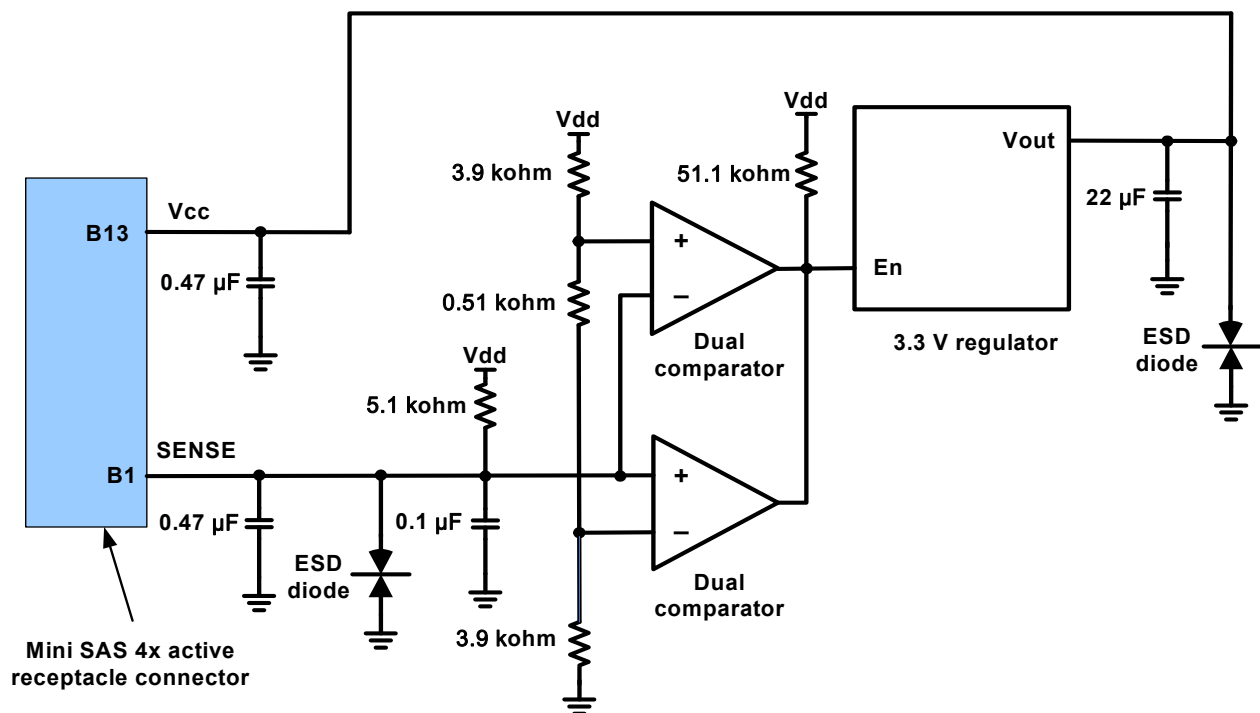 Vdd
Vdd
Vout
3.9 kohm
51.1 kohm
Vcc
B13
+
22 µF
En
0.47 µF
0.51 kohm
–
Dual
comparator
3.3 V regulator
ESD
diode
Vdd
5.1 kohm
SENSE
B1
+
0.47 µF
0.1 µF
–
ESD
diode
Dual
comparator
3.9 kohm
Mini SAS 4x active
receptacle connector